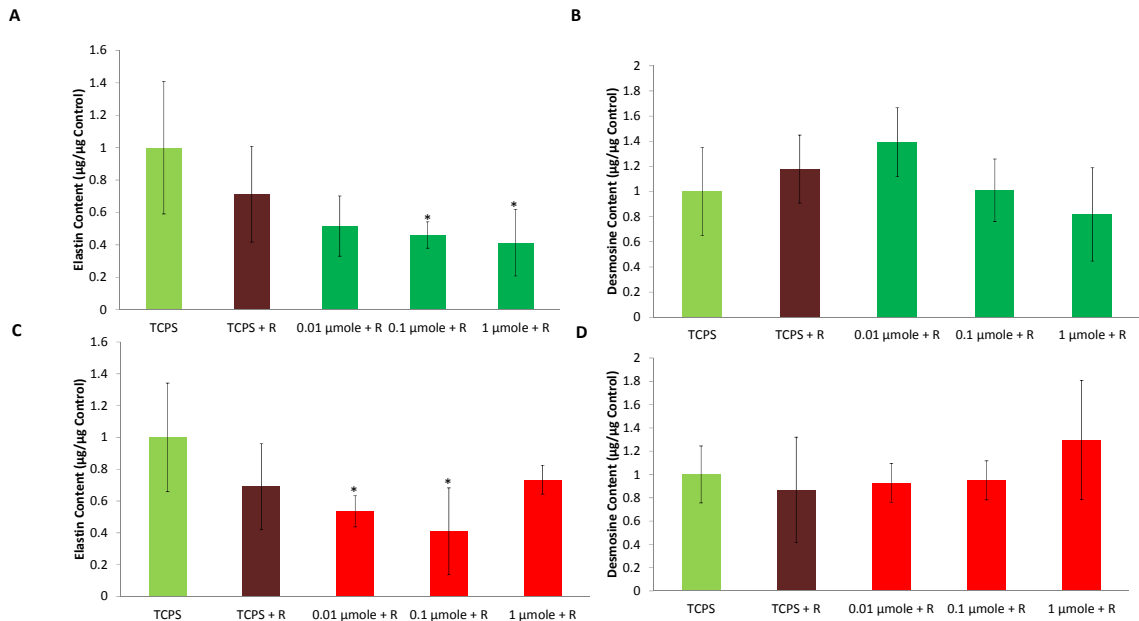 A
Elastin Content (µg/µg Control)
1.6
1.4
1.2
1
0.8
0.6
0.4
0.2
0
*
*
TCPS
TCPS + R
0.01 µmole + R
0.1 µmole + R
1 µmole + R
B
Desmosine Content (µg/µg Control)
2
1.8
1.6
1.4
1.2
1
0.8
0.6
0.4
0.2
0
TCPS
TCPS + R
0.01 µmole + R
0.1 µmole + R
1 µmole + R
C
Elastin Content (µg/µg Control)
1.6
1.4
1.2
1
0.8
0.6
0.4
0.2
0
*
*
TCPS
TCPS + R
0.01 µmole + R
0.1 µmole + R
1 µmole + R
D
Desmosine Content (µg/µg Control)
2
1.8
1.6
1.4
1.2
1
0.8
0.6
0.4
0.2
0
TCPS
TCPS + R
0.01 µmole + R
0.1 µmole + R
1 µmole + R